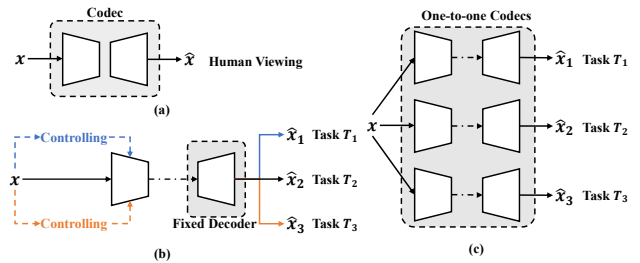 Codec
x
x̂
Human Viewing
(a)
Controlling
x̂₁ Task T₁
x
x̂₂ Task T₂
Fixed Decoder
Controlling
x̂₃ Task T₃
(b)
One-to-one Codecs
x̂₁ Task T₁
x
x̂₂ Task T₂
x̂₃ Task T₃
(c)